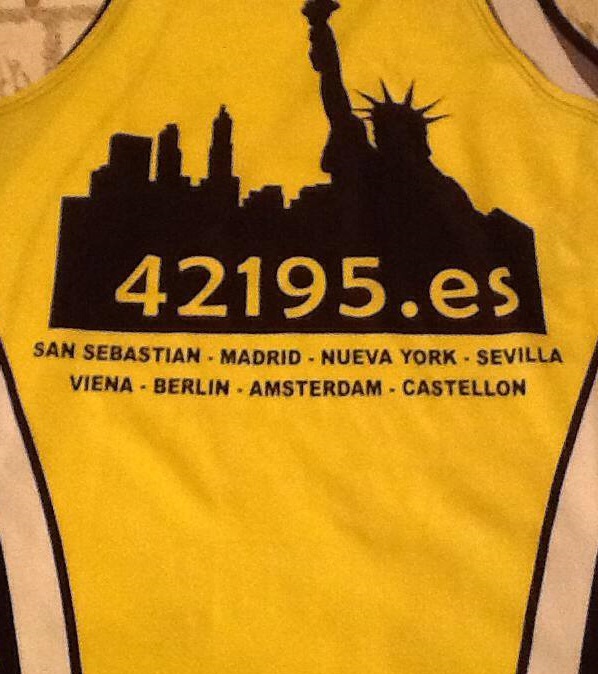 42195.es
SAN SEBASTIAN - MADRID - NUEVA YORK - SEVILLA
VIENA - BERLIN - AMSTERDAM - CASTELLON